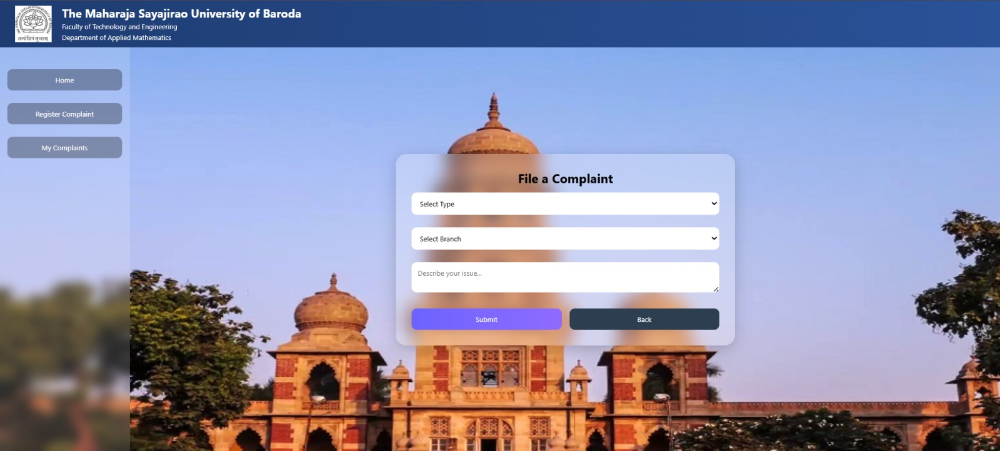 The Maharaja Sayajirao University of Baroda
Faculty of Technology and Engineering
Department of Applied Mathematics
सत्यं शिवं सुन्दरम्
Home
Register Complaint
My Complaints
File a Complaint
Select Type
Select Branch
Describe your issue...
Submit
Back